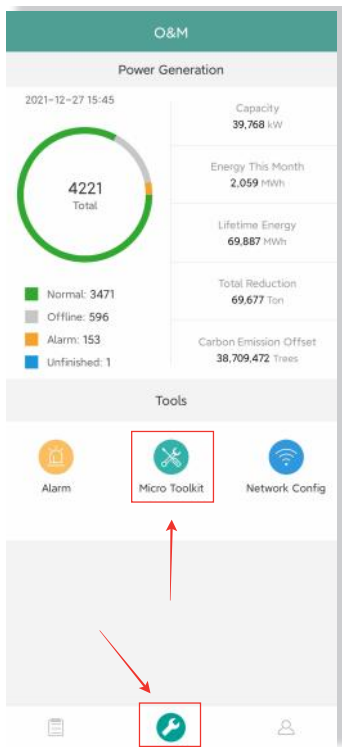 O&M
Power Generation
2021-12-27 15:45
4221
Total
Normal: 3471
Offline: 596
Alarm: 153
Unfinished: 1
Capacity
39,768 kW
Energy This Month
2,059 MWh
Lifetime Energy
69,887 MWh
Total Reduction
69,677 Ton
Carbon Emission Offset
38,709,472 Trees
Tools
Alarm
Micro Toolkit
Network Config